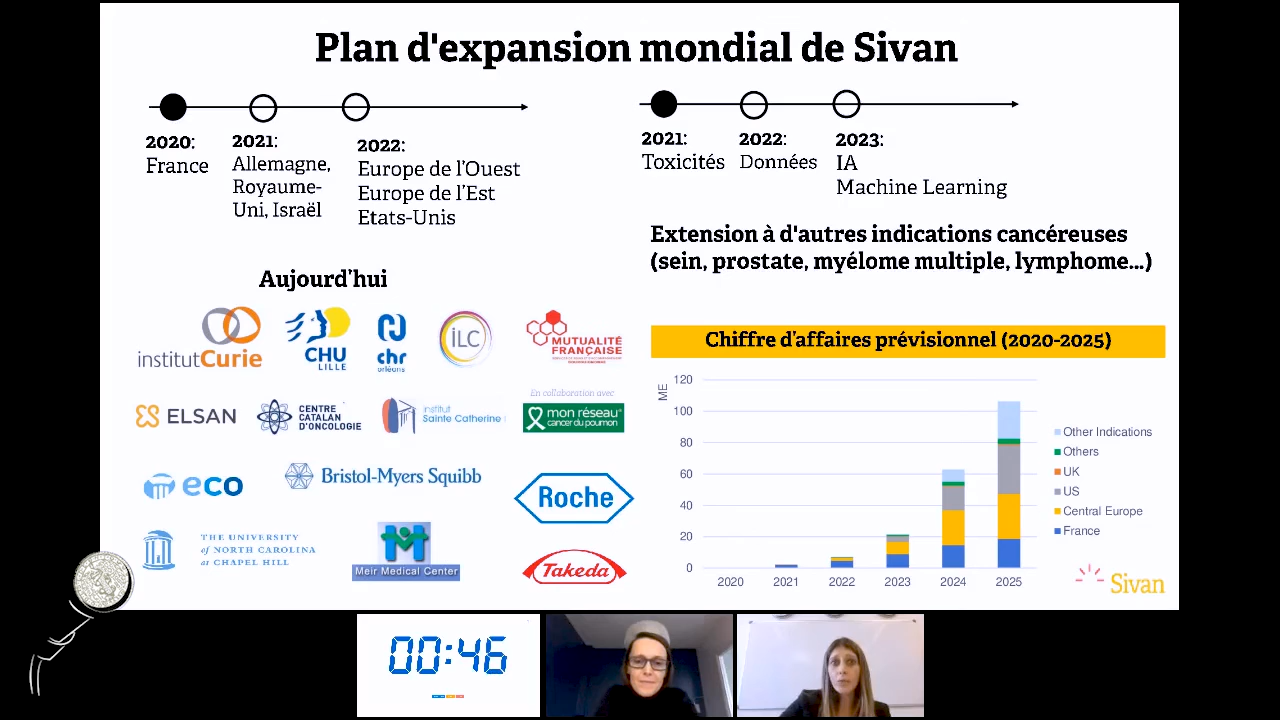 Plan d'expansion mondial de Sivan
2020:
France
2021:
Allemagne,
Royaume-
Uni, Israël
2022:
Europe de l'Ouest
Europe de l'Est
Etats-Unis
2021:
Toxicités
2022:
Données
2023:
IA
Machine Learning
Extension à d'autres indications cancéreuses
(sein, prostate, myélome multiple, lymphome...)
Aujourd'hui
institutCurie
CHU
LILLE
chr
orléans
iLC
MUTUALITÉ
FRANÇAISE
ELSAN
CENTRE
CATALAN
D'ONCOLOGIE
institut
Sainte Catherine
En collaboration avec
mon réseau®
cancer du poumon
eco
Bristol-Myers Squibb
Roche
THE UNIVERSITY
of NORTH CAROLINA
at CHAPEL HILL
Meir Medical Center
Takeda
Chiffre d'affaires prévisionnel (2020-2025)
ME
120
100
80
60
40
20
0
2020
2021
2022
2023
2024
2025
Other Indications
Others
UK
US
Central Europe
France
Sivan
00:46